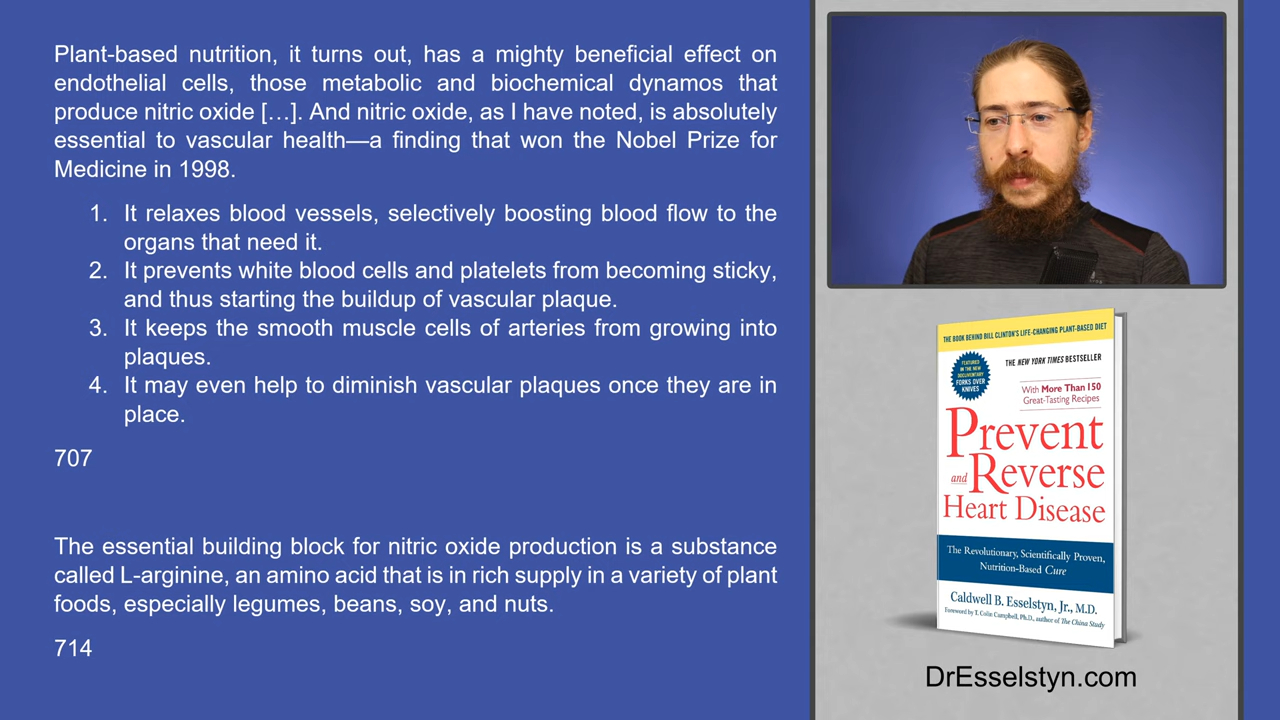 Plant-based nutrition, it turns out, has a mighty beneficial effect on
endothelial cells, those metabolic and biochemical dynamos that
produce nitric oxide […]. And nitric oxide, as I have noted, is absolutely
essential to vascular health—a finding that won the Nobel Prize for
Medicine in 1998.
1. It relaxes blood vessels, selectively boosting blood flow to the
organs that need it.
2. It prevents white blood cells and platelets from becoming sticky,
and thus starting the buildup of vascular plaque.
3. It keeps the smooth muscle cells of arteries from growing into
plaques.
4. It may even help to diminish vascular plaques once they are in
place.
707
The essential building block for nitric oxide production is a substance
called L-arginine, an amino acid that is in rich supply in a variety of plant
foods, especially legumes, beans, soy, and nuts.
714
THE BOOK BEHIND BILL CLINTON'S LIFE-CHANGING PLANT-BASED DIET
THE NEW YORK TIMES BESTSELLER
FEATURED
IN THE NEW
DOCUMENTARY
FORKS OVER
KNIVES
With More Than 150
Great-Tasting Recipes
Prevent
and Reverse
Heart Disease
The Revolutionary, Scientifically Proven,
Nutrition-Based Cure
Caldwell B. Esselstyn, Jr., M.D.
Foreword by T. Colin Campbell, Ph.D., author of The China Study
DrEsselstyn.com